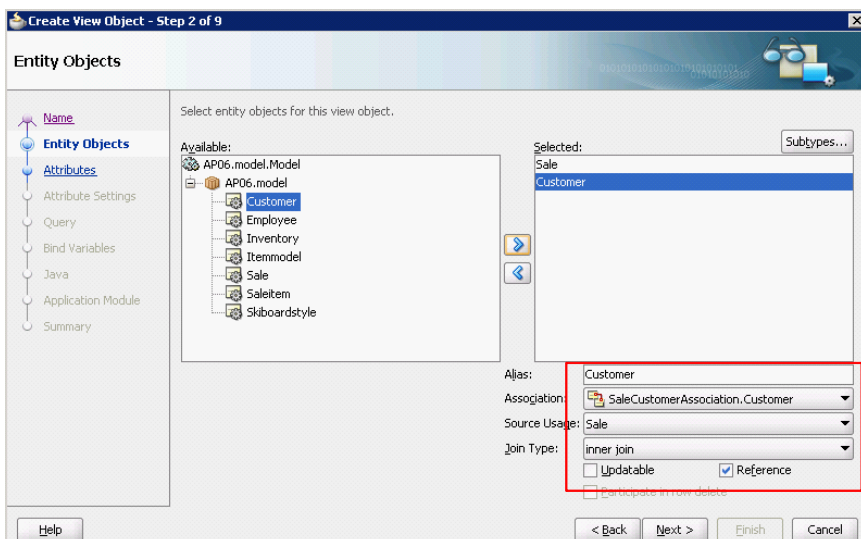 Create View Object - Step 2 of 9
Entity Objects
Name
Entity Objects
Attributes
Attribute Settings
Query
Bind Variables
Java
Application Module
Summary
Select entity objects for this view object.
Available:
AP06.model.Model
AP06.model
Customer
Employee
Inventory
Itemmodel
Sale
Saleitem
Skiboardstyle
Selected:
Subtypes...
Sale
Customer
Alias: Customer
Association: SaleCustomerAssociation.Customer
Source Usage: Sale
Join Type: inner join
Updatable Reference
Participate in row delete
Help < Back Next > Finish Cancel